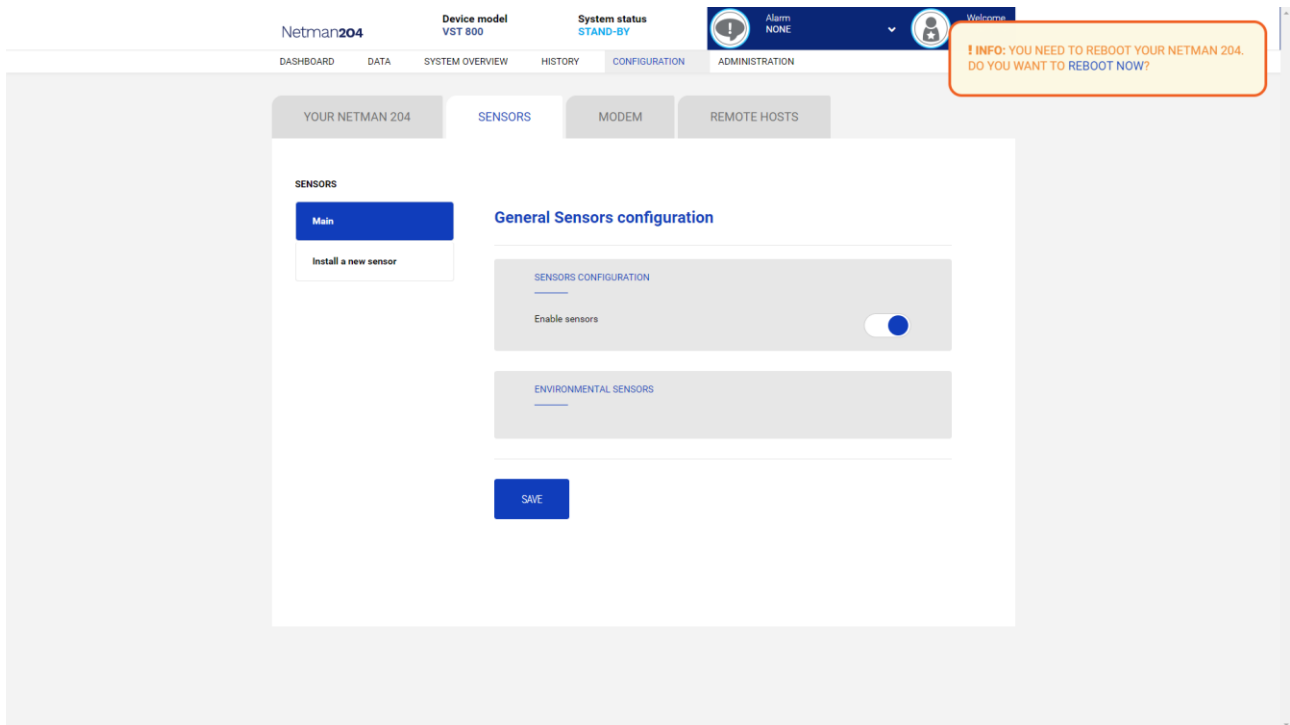 Netman204
Device model
VST 800
System status
STAND-BY
Alarm
NONE
Welcome
! INFO: YOU NEED TO REBOOT YOUR NETMAN 204.
DO YOU WANT TO REBOOT NOW?
DASHBOARD DATA SYSTEM OVERVIEW HISTORY CONFIGURATION ADMINISTRATION
YOUR NETMAN 204 SENSORS MODEM REMOTE HOSTS
SENSORS
Main
Install a new sensor
General Sensors configuration
SENSORS CONFIGURATION
Enable sensors
ENVIRONMENTAL SENSORS
SAVE